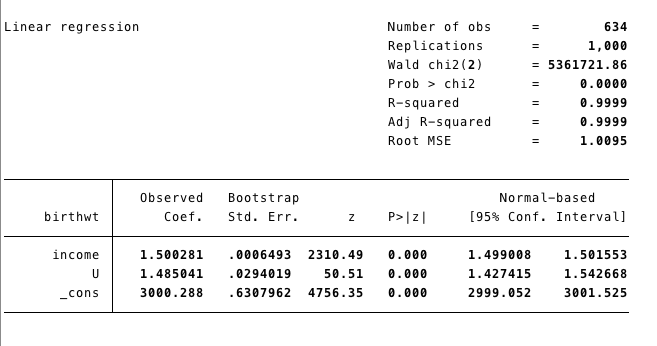 Linear regression Number of obs = 634
Replications = 1,000
Wald chi2(2) = 5361721.86
Prob > chi2 = 0.0000
R-squared = 0.9999
Adj R-squared = 0.9999
Root MSE = 1.0095
Observed Bootstrap Normal-based
birthwt Coef. Std. Err. z P>|z| [95% Conf. Interval]
income 1.500281 .0006493 2310.49 0.000 1.499008 1.501553
U 1.485041 .0294019 50.51 0.000 1.427415 1.542668
_cons 3000.288 .6307962 4756.35 0.000 2999.052 3001.525